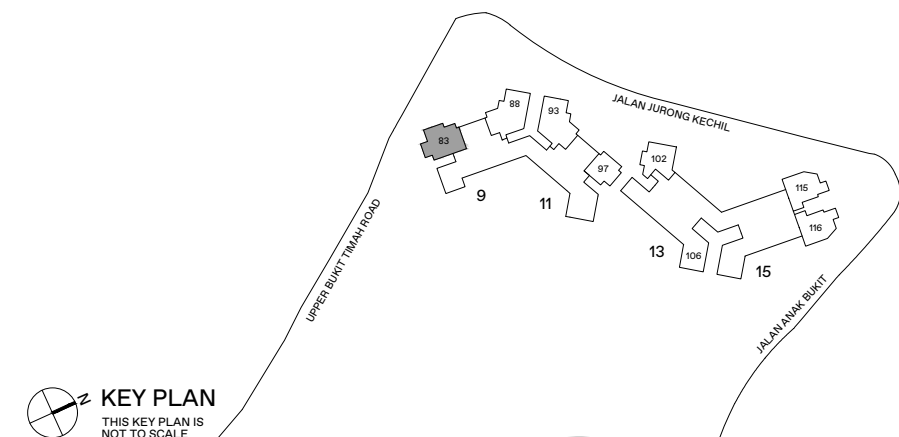 JALAN JURONG KECHIL
88
93
83
102
97
115
9
11
116
13
106
15
UPPER BUKIT TIMAH ROAD
JALAN ANAK BUKIT
N
KEY PLAN
THIS KEY PLAN IS
NOT TO SCALE